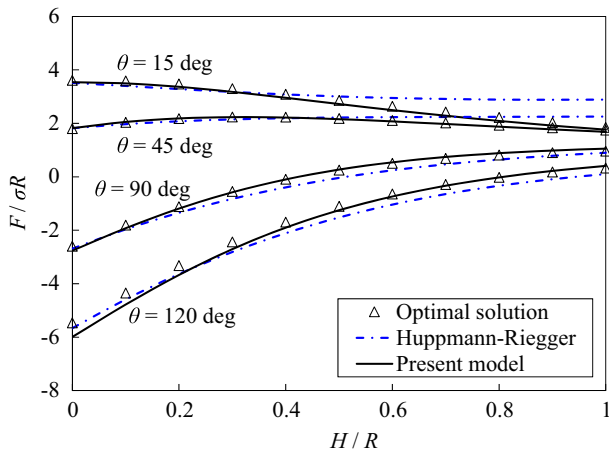 6
4
2
0
-2
-4
-6
-8
F / σR
θ = 15 deg
θ = 45 deg
θ = 90 deg
θ = 120 deg
Optimal solution
Huppmann-Riegger
Present model
0 0.2 0.4 0.6 0.8 1
H / R